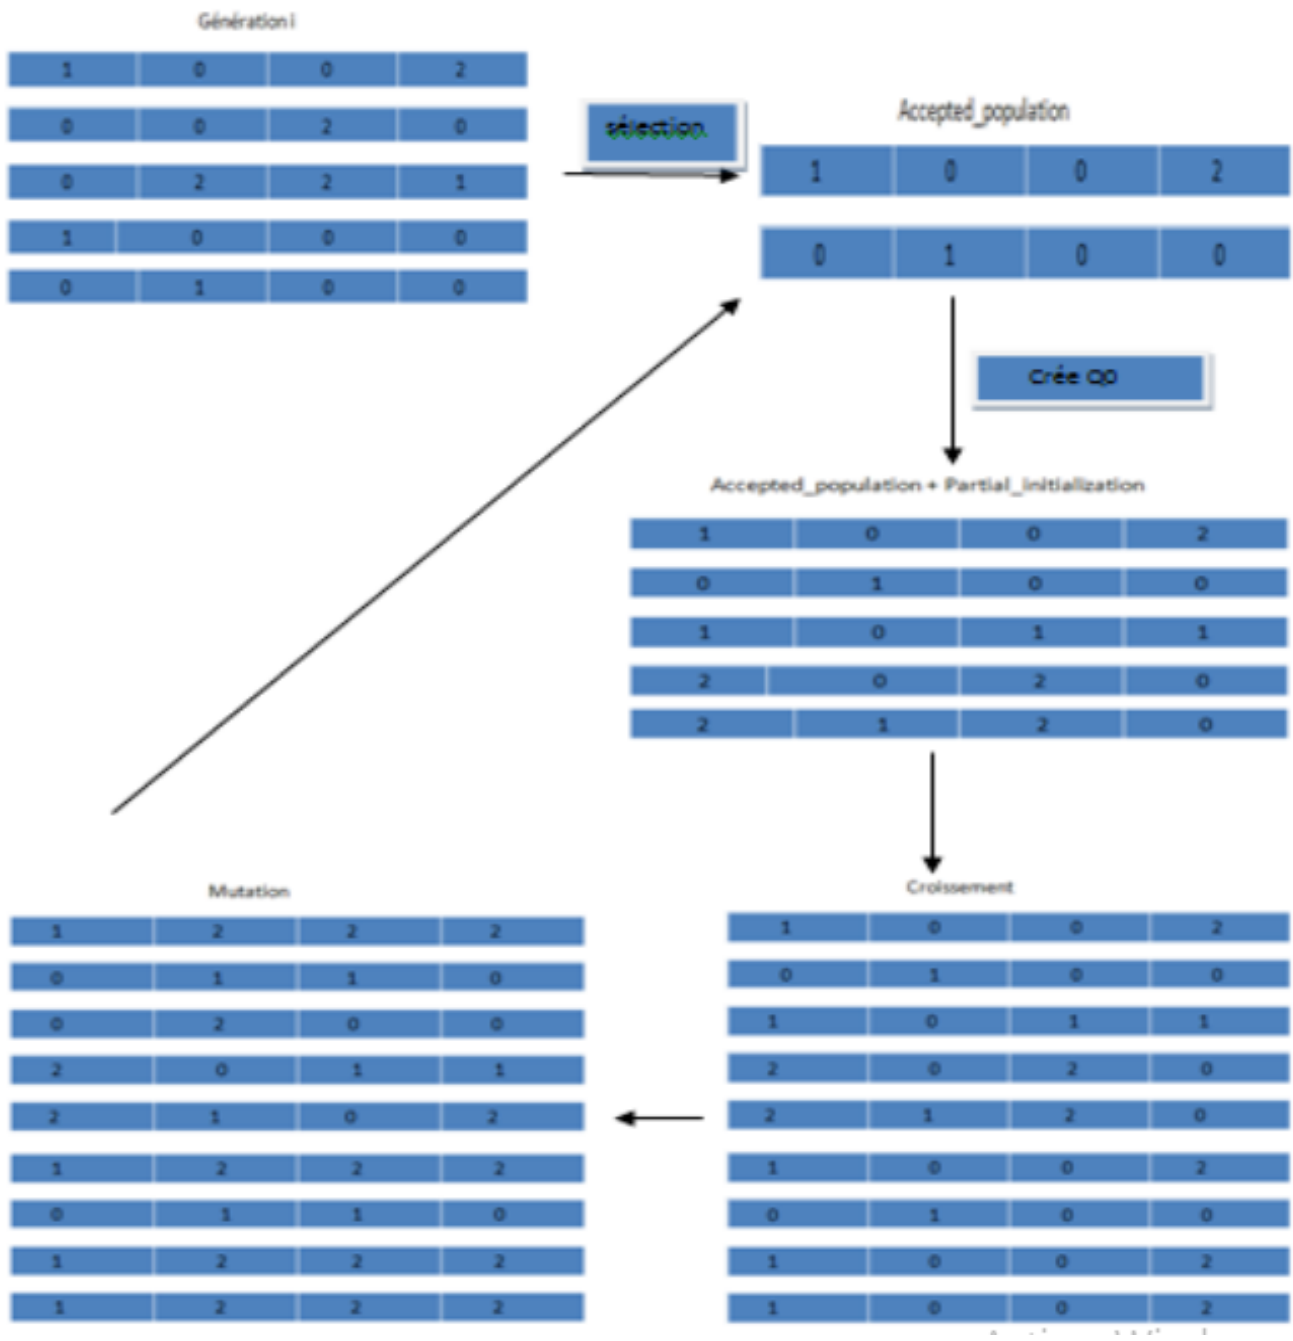 Génération i
1 0 0 2
0 0 2 0
0 2 2 1
1 0 0 0
0 1 0 0
sélection
Accepted_population
1 0 0 2
0 1 0 0
Crée Q0
Accepted_population + Partial_initialization
1 0 0 2
0 1 0 0
1 0 1 1
2 0 2 0
2 1 2 0
Mutation
1 2 2 2
0 1 1 0
0 2 0 0
2 0 1 1
2 1 0 2
1 2 2 2
0 1 1 0
1 2 2 2
1 2 2 2
Croissement
1 0 0 2
0 1 0 0
1 0 1 1
2 0 2 0
2 1 2 0
1 0 0 2
0 1 0 0
1 0 0 2
1 0 0 2